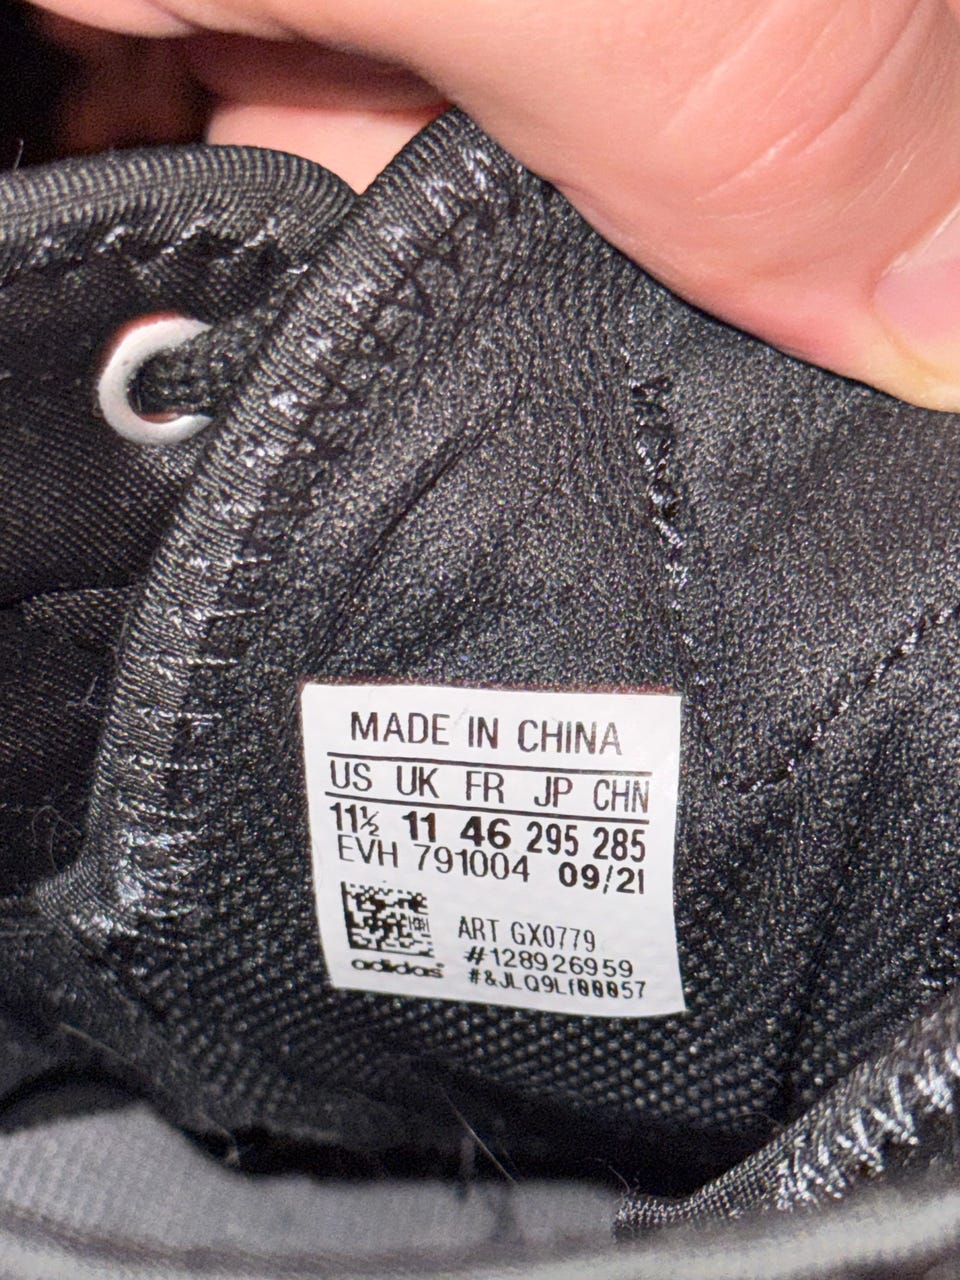 MADE IN CHINA
US UK FR JP CHN
11½ 11 46 295 285
EVH 791004 09/21
ART GX0779
#128926959
adidas
#&JLQ9Lf00057